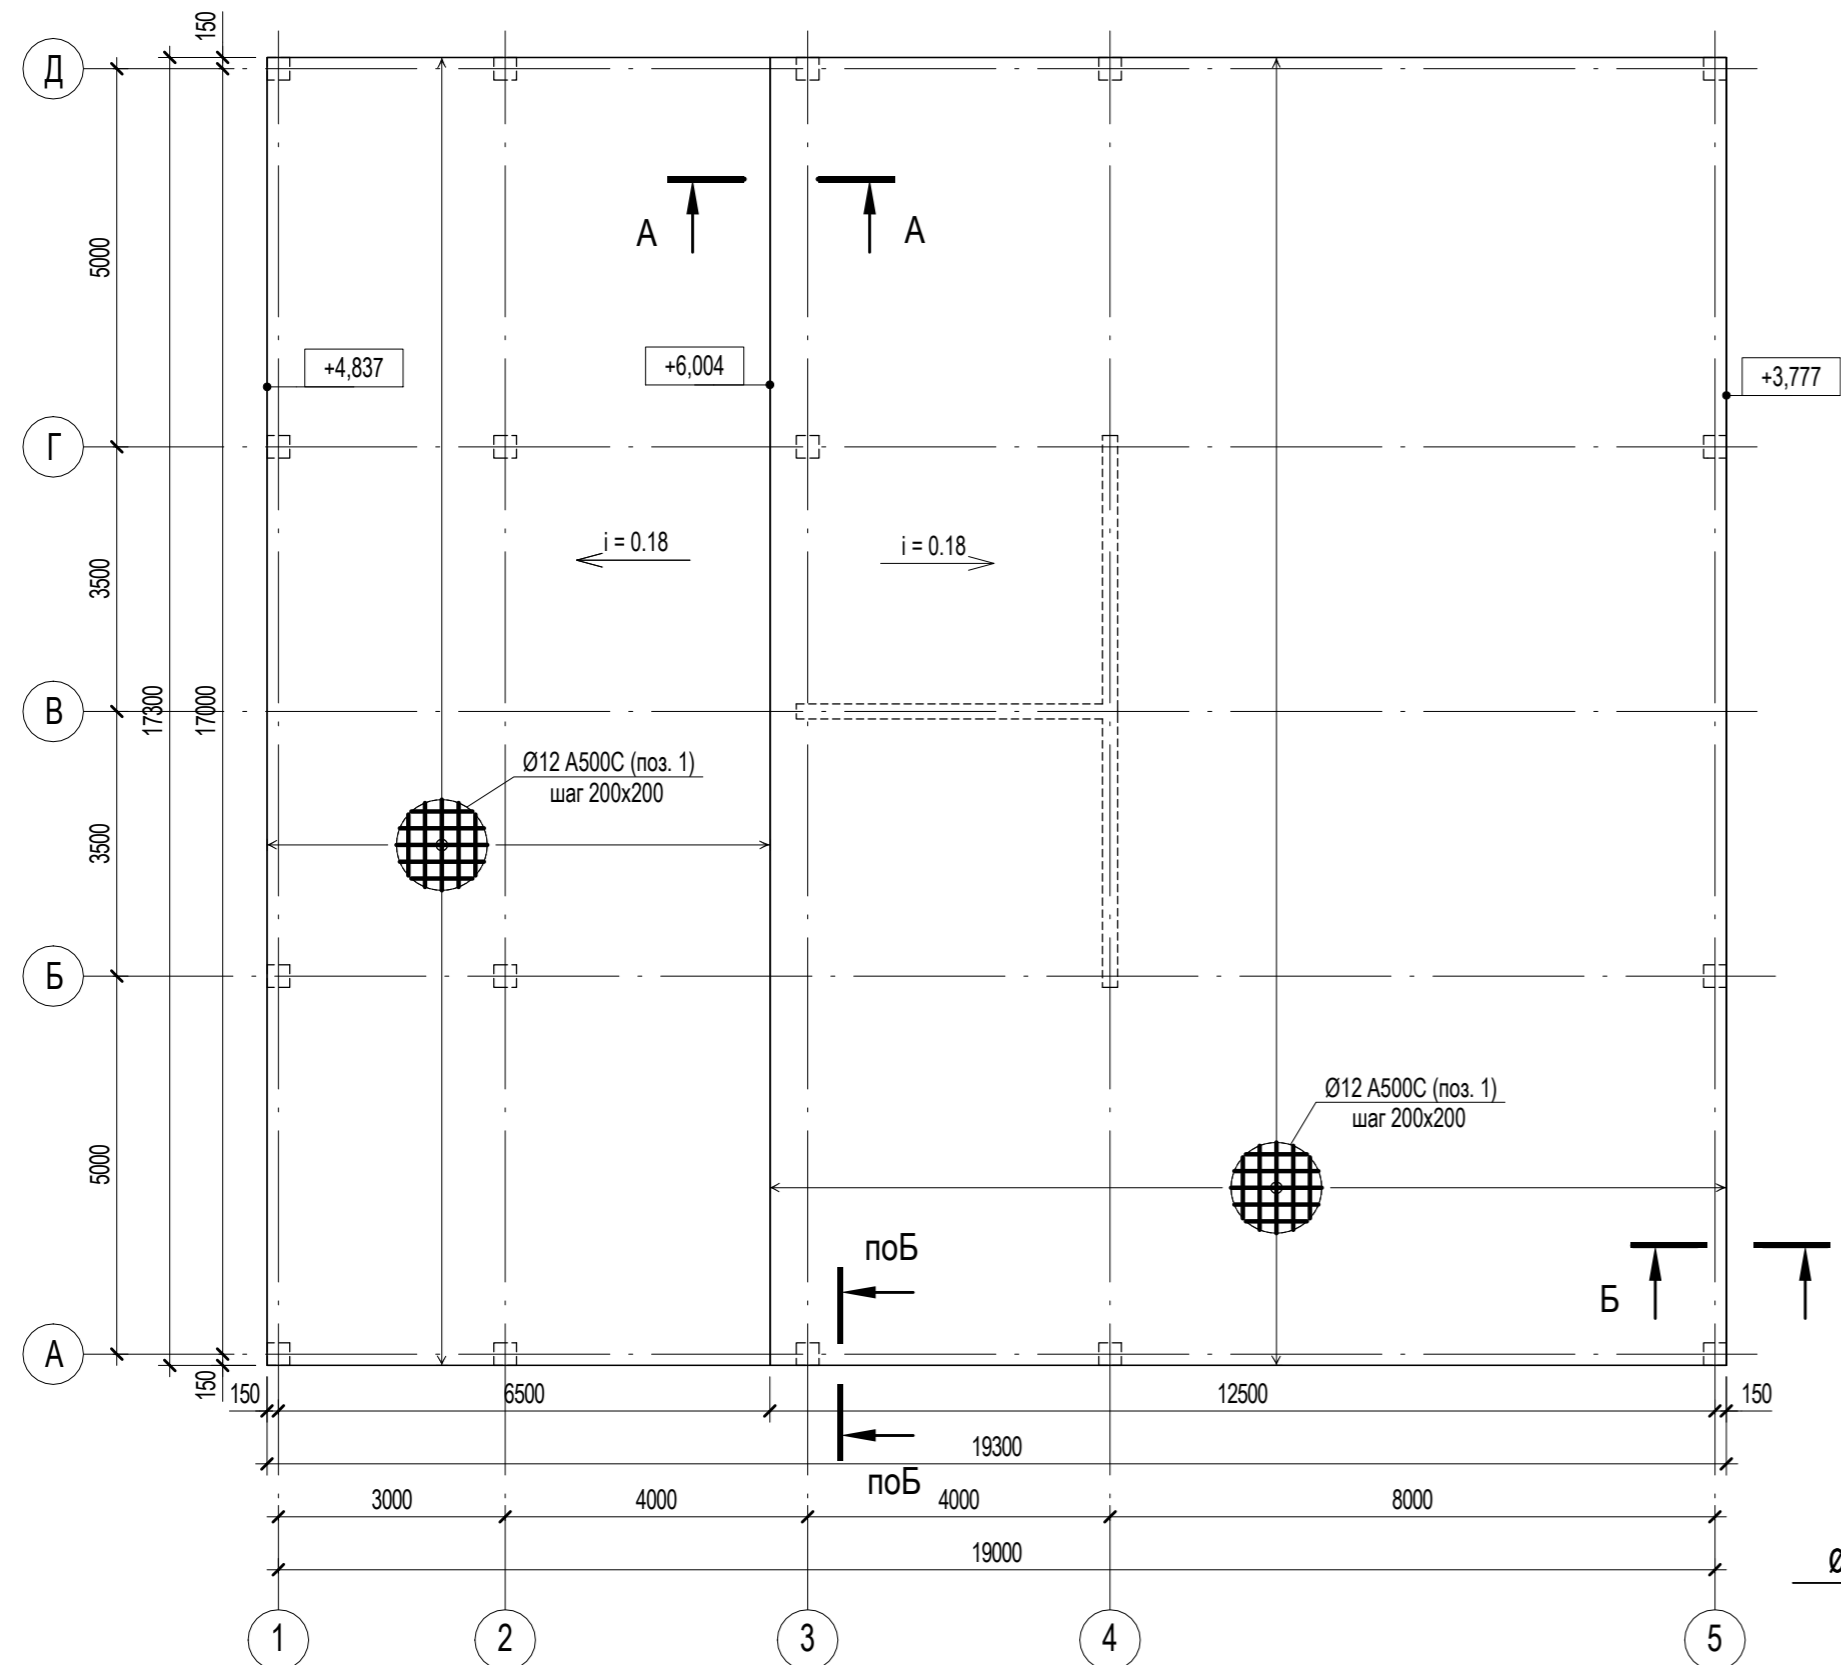 150
Д
А
А
5000
+4,837
+6,004
+3,777
Г
i = 0.18
i = 0.18
3500
17300
17000
В
Ø12 А500С (поз. 1)
шаг 200х200
3500
Б
Ø12 А500С (поз. 1)
шаг 200х200
5000
поБ
Б
А
150
150
6500
12500
150
19300
поБ
3000
4000
4000
8000
19000
Ø
1
2
3
4
5